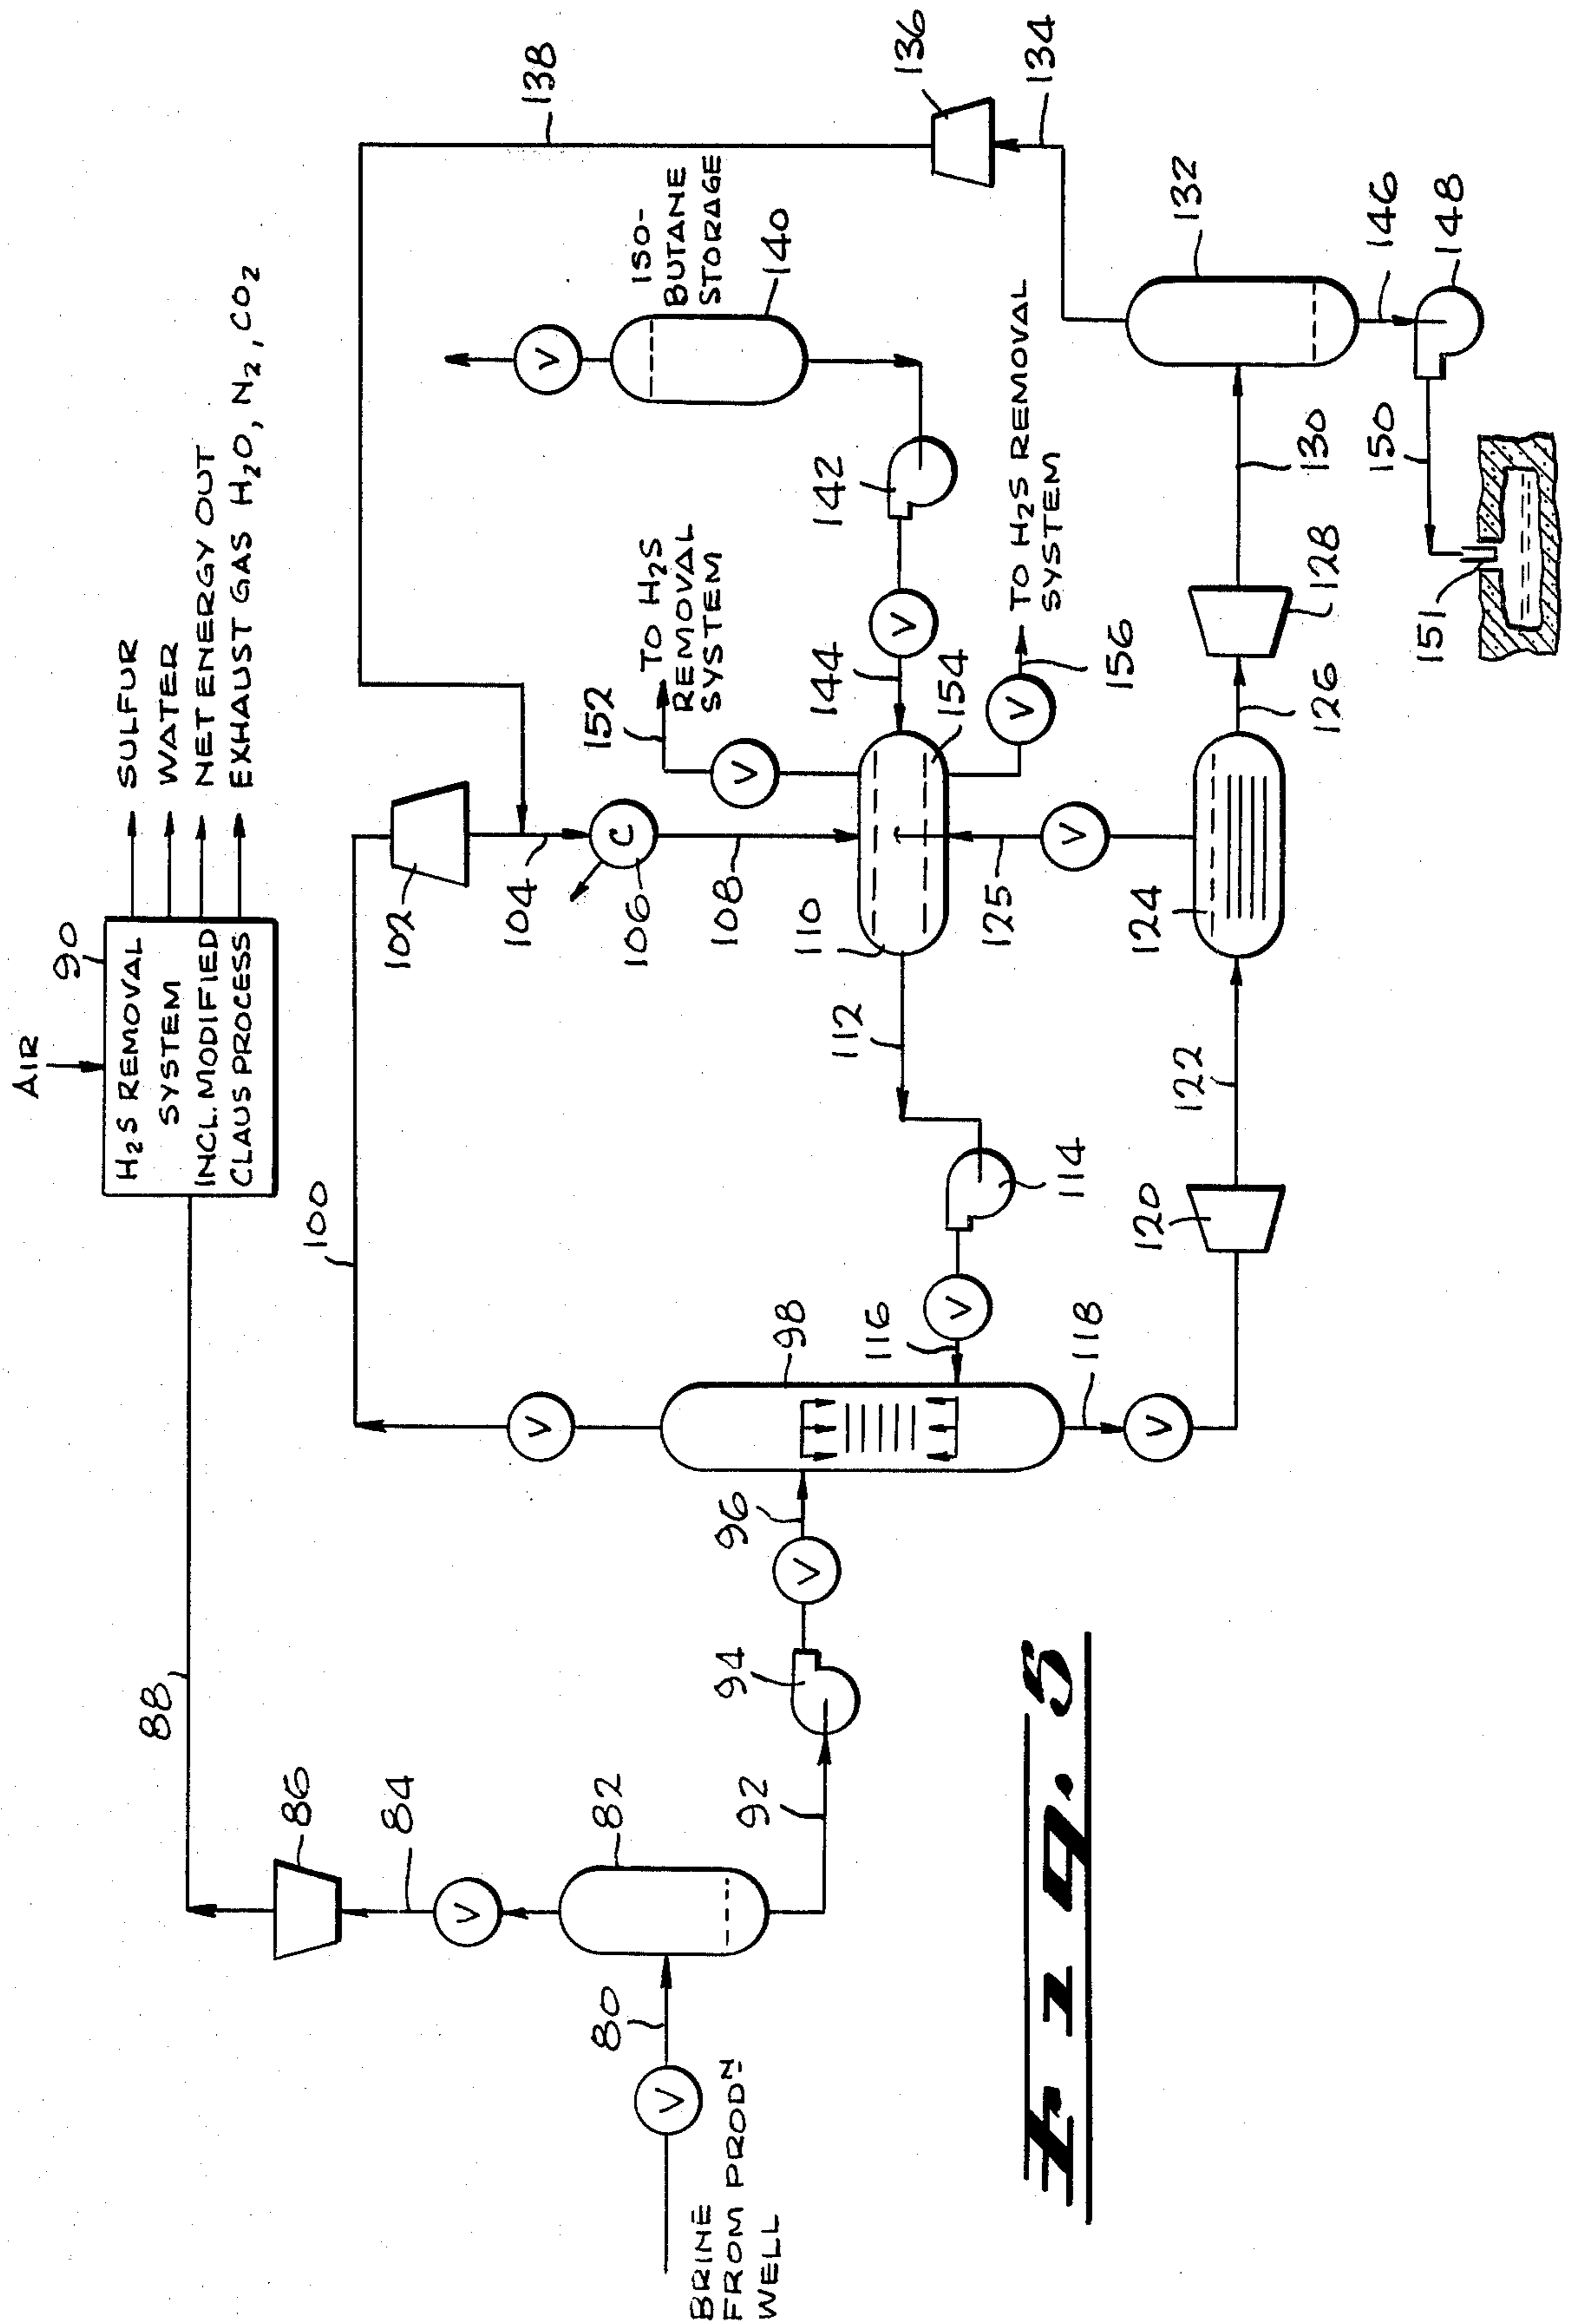 AIR
90
H₂S REMOVAL
SYSTEM
INCL. MODIFIED
CLAUS PROCESS
SULFUR
WATER
NET ENERGY OUT
EXHAUST GAS H₂O, N₂, CO₂
88
86
84
82
80
BRINE
FROM PRODᴺ
WELL
92
94
96
98
100
102
104
106
108
110
112
114
116
118
120
122
124
125
126
128
130
132
134
136
138
ISO-
BUTANE
STORAGE
140
142
144
146
148
150
151
152
TO H₂S
REMOVAL
SYSTEM
154
156
TO H₂S REMOVAL
SYSTEM
V
V
V
V
V
V
V
V
V
V
V
C
Fig. 5